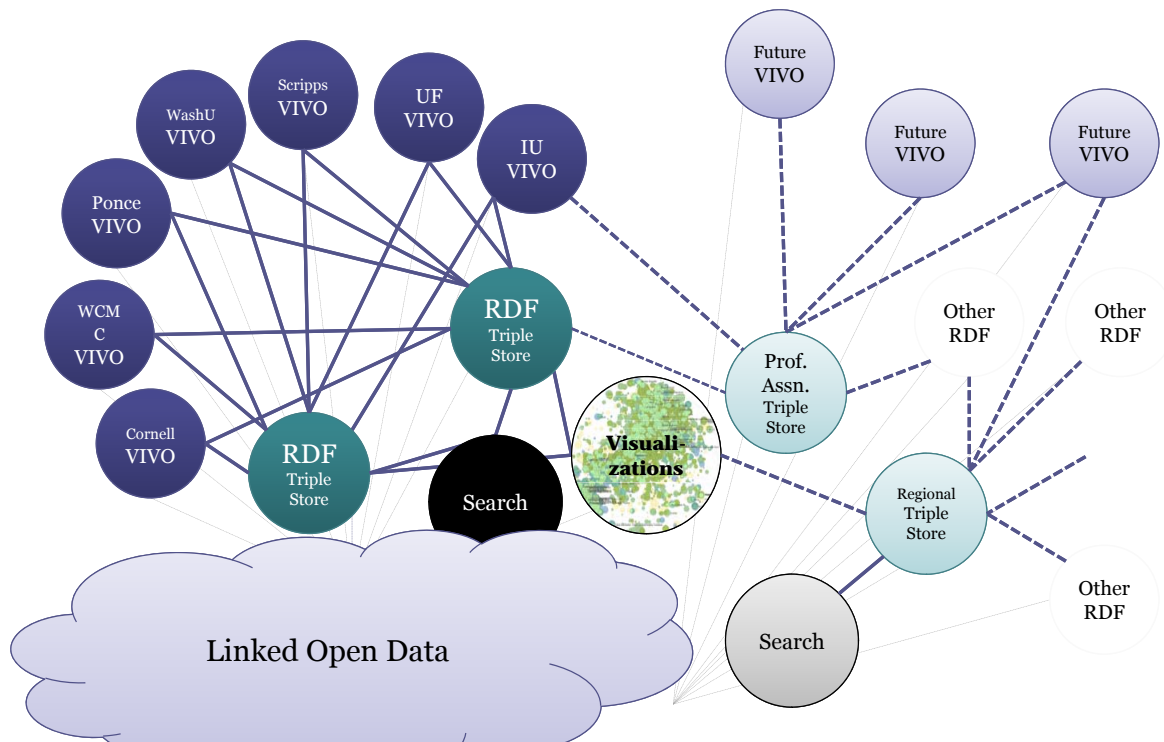 Future
VIVO
Scripps
VIVO
UF
VIVO
WashU
VIVO
IU
VIVO
Future
VIVO
Future
VIVO
Ponce
VIVO
RDF
Triple
Store
WCM
C
VIVO
Other
RDF
Other
RDF
Prof.
Assn.
Triple
Store
Cornell
VIVO
RDF
Triple
Store
Visuali-
zations
Search
Regional
Triple
Store
Other
RDF
Linked Open Data
Search